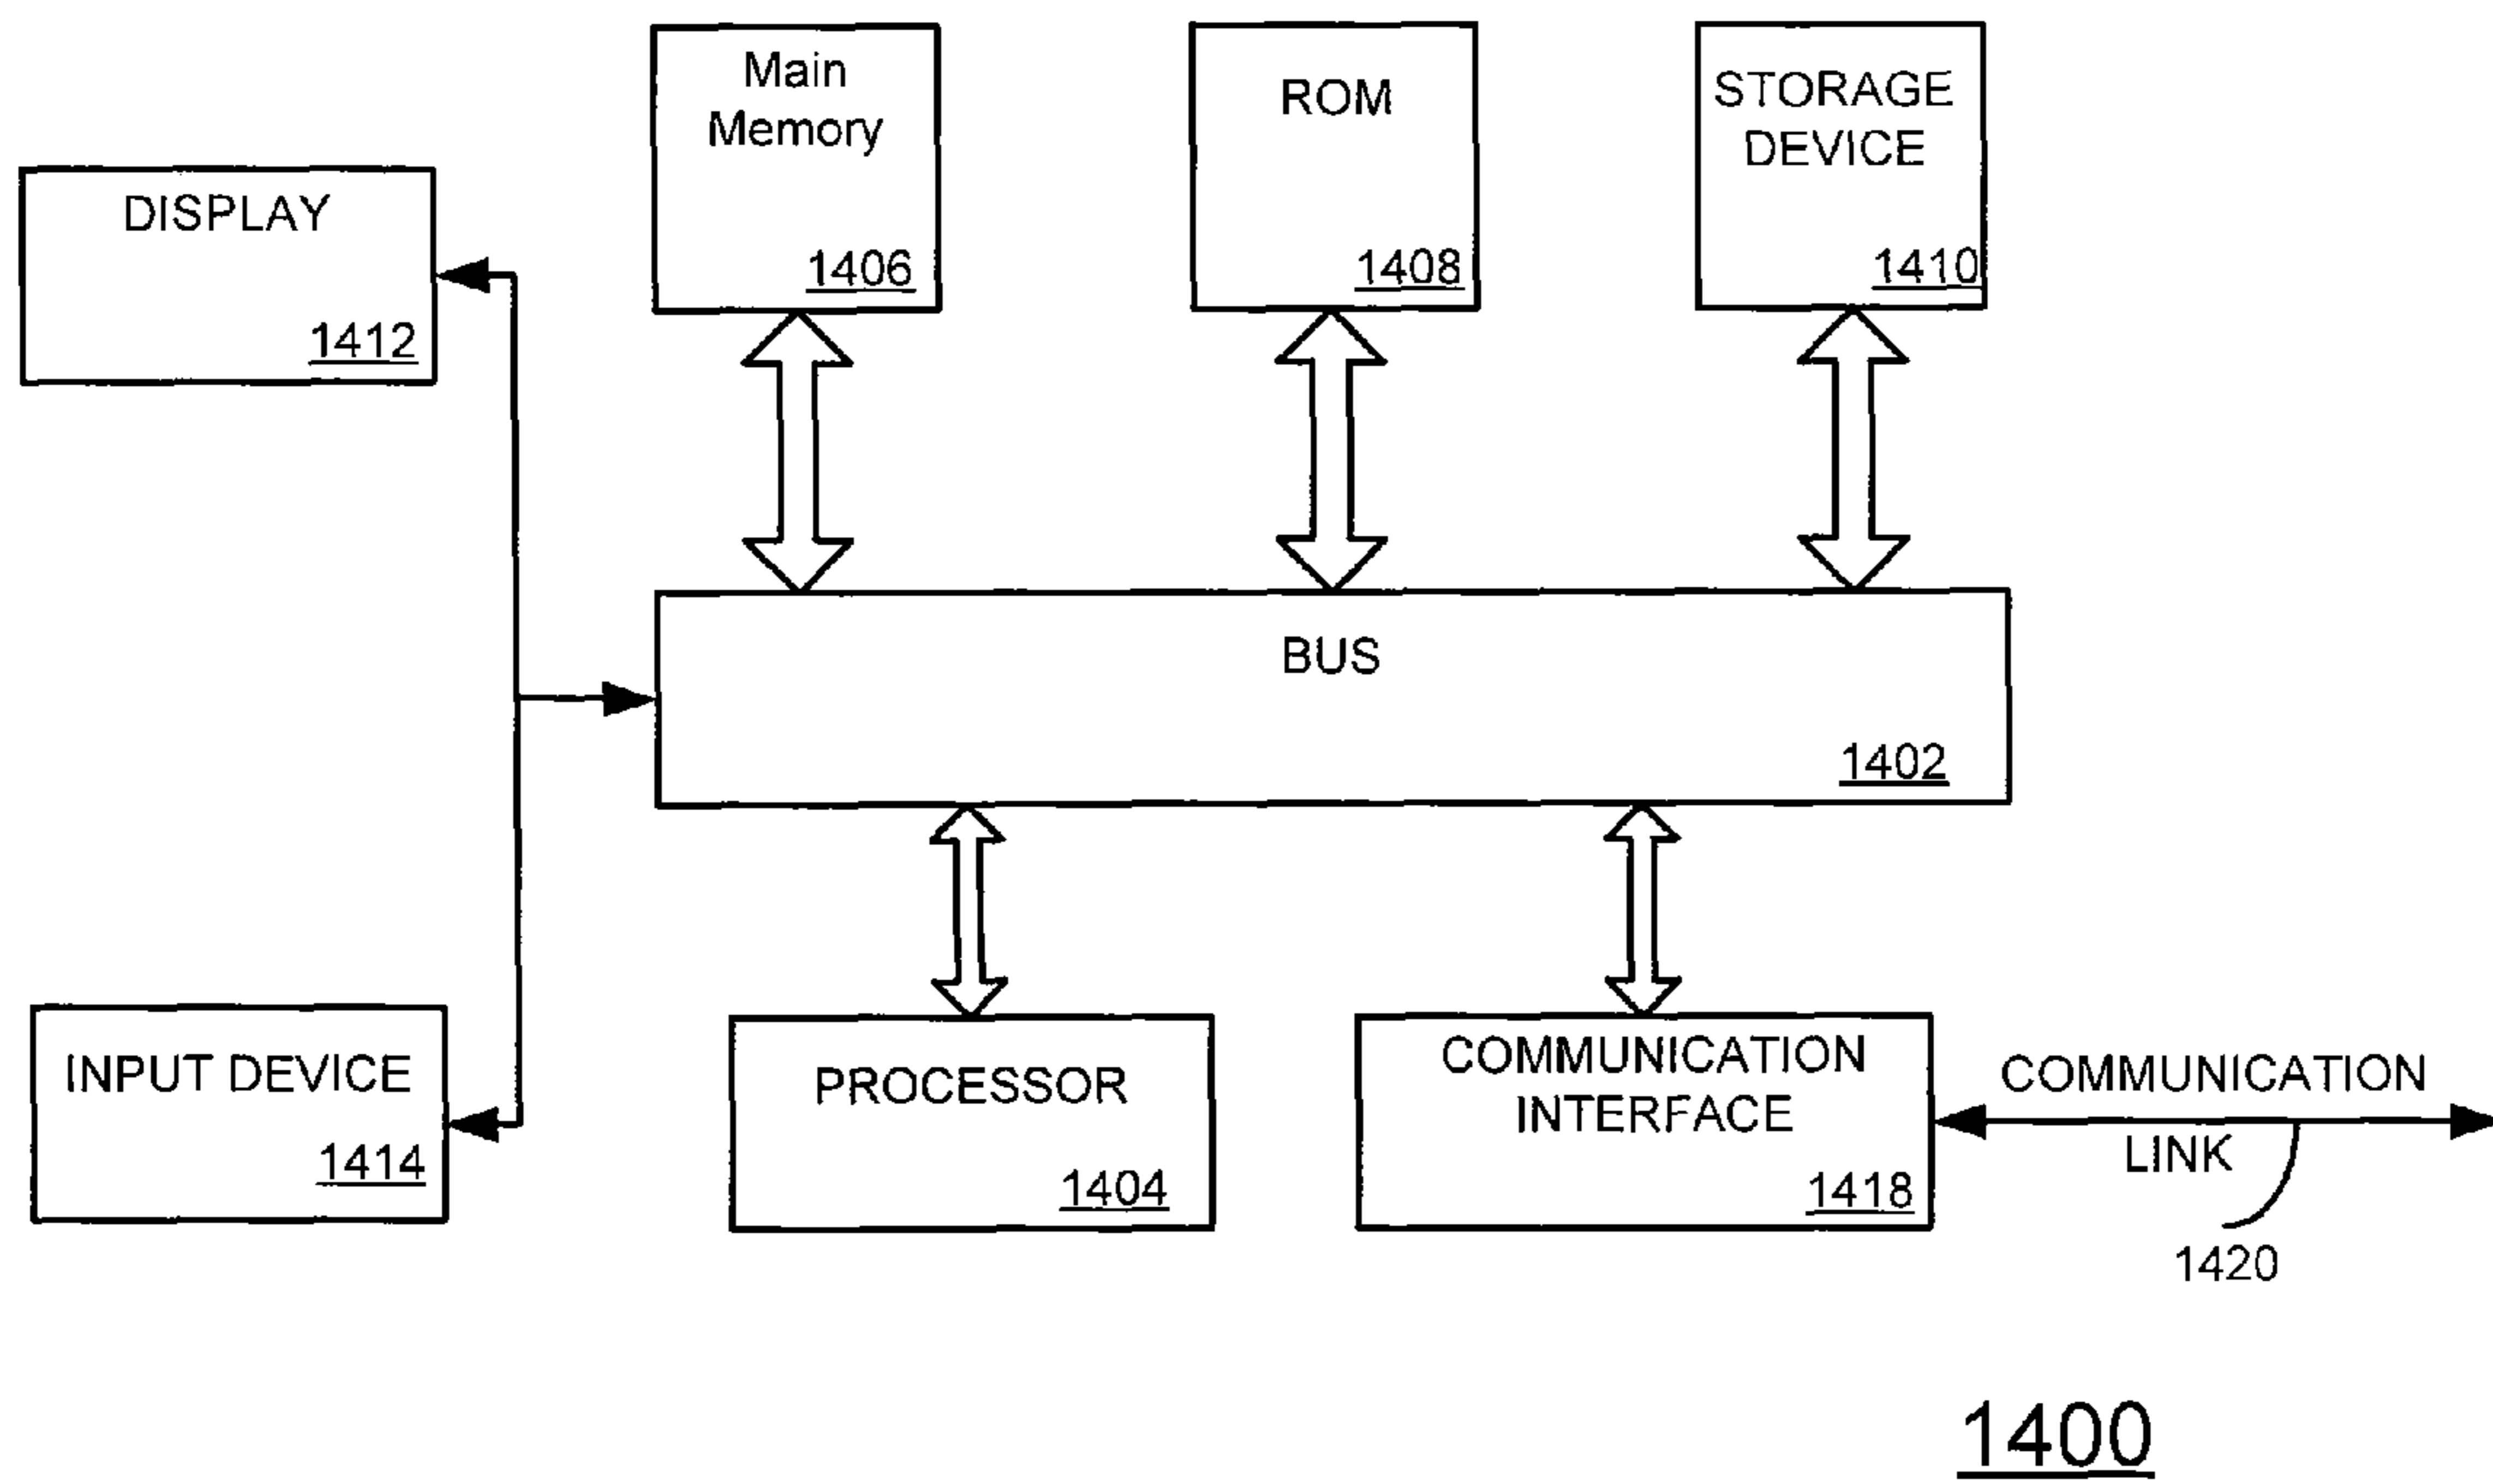 Main
Memory
1406
ROM
1408
STORAGE
DEVICE
1410
DISPLAY
1412
BUS
1402
INPUT DEVICE
1414
PROCESSOR
1404
COMMUNICATION
INTERFACE
1418
COMMUNICATION
LINK
1420
1400